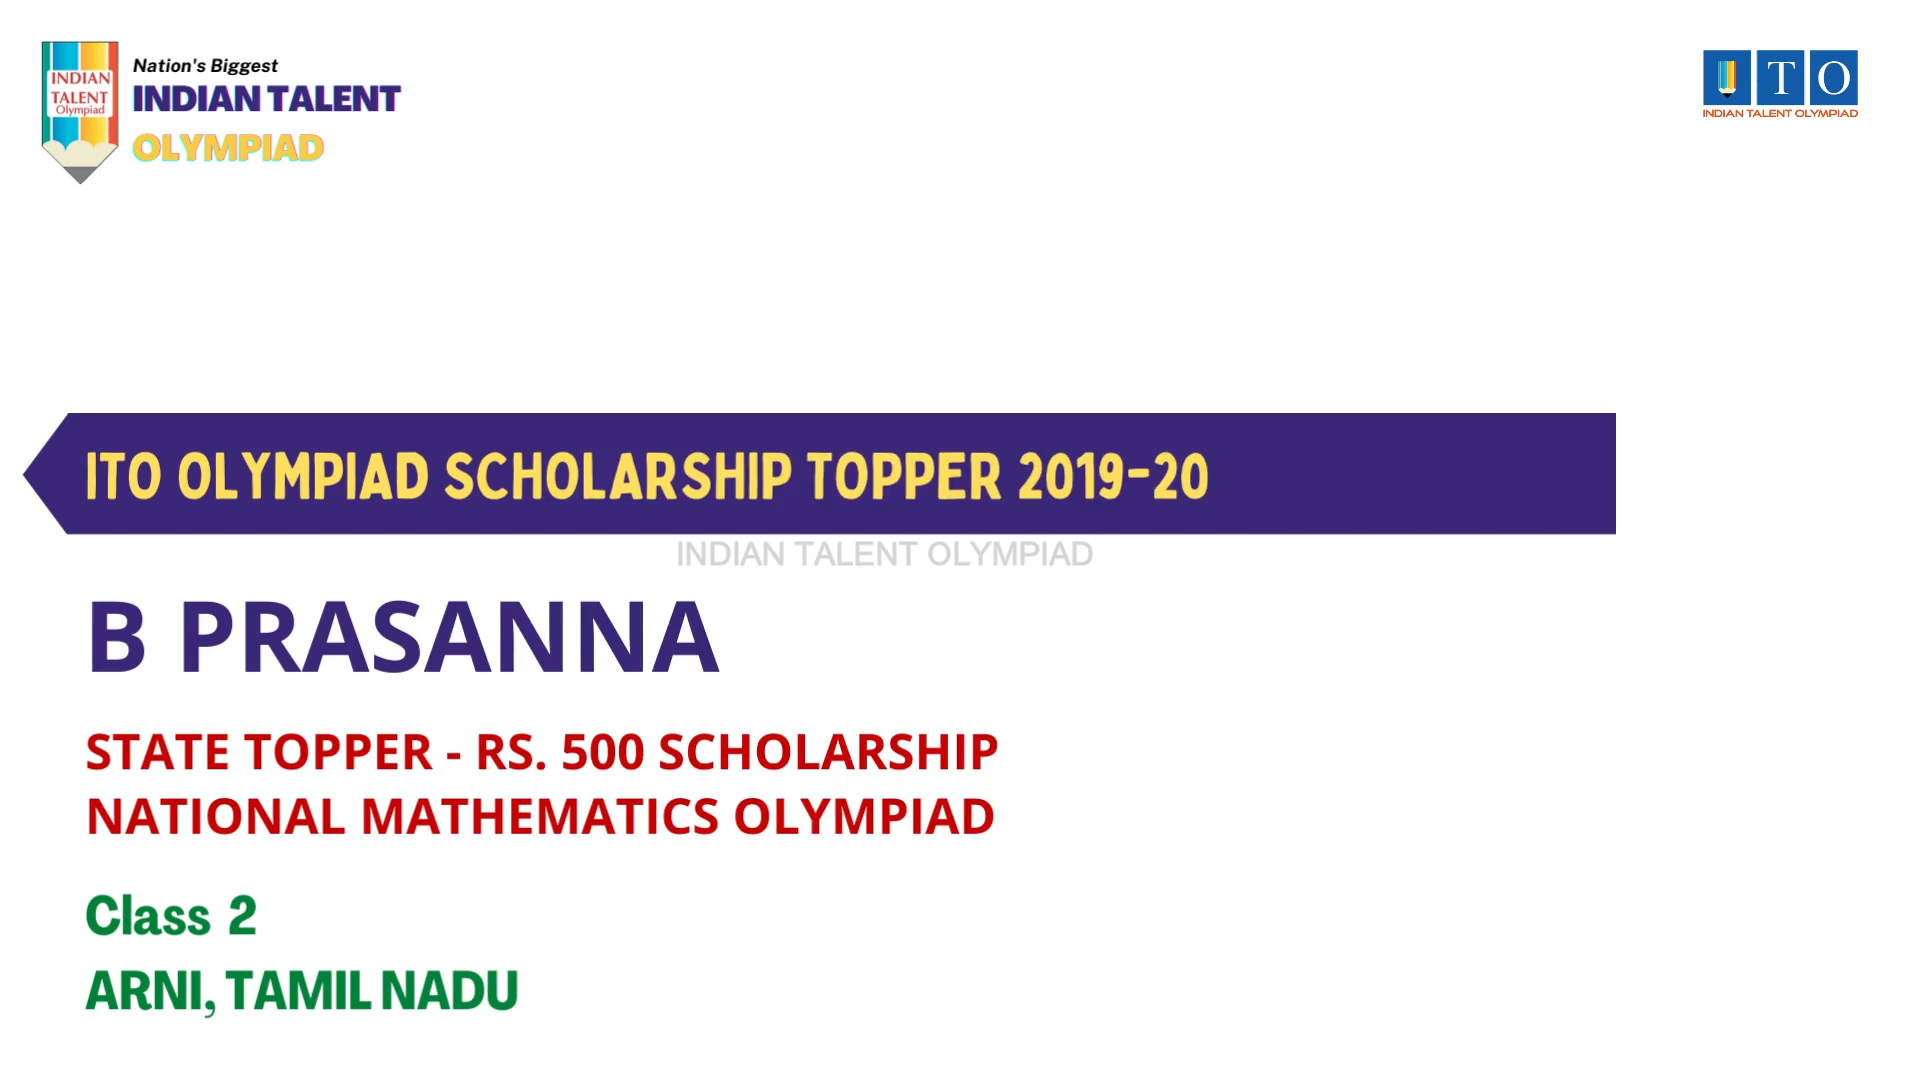 INDIAN
TALENT
Olympiad
Nation's Biggest
INDIAN TALENT
OLYMPIAD
T O
INDIAN TALENT OLYMPIAD
ITO OLYMPIAD SCHOLARSHIP TOPPER 2019-20
INDIAN TALENT OLYMPIAD
B PRASANNA
STATE TOPPER - RS. 500 SCHOLARSHIP
NATIONAL MATHEMATICS OLYMPIAD
Class 2
ARNI, TAMIL NADU